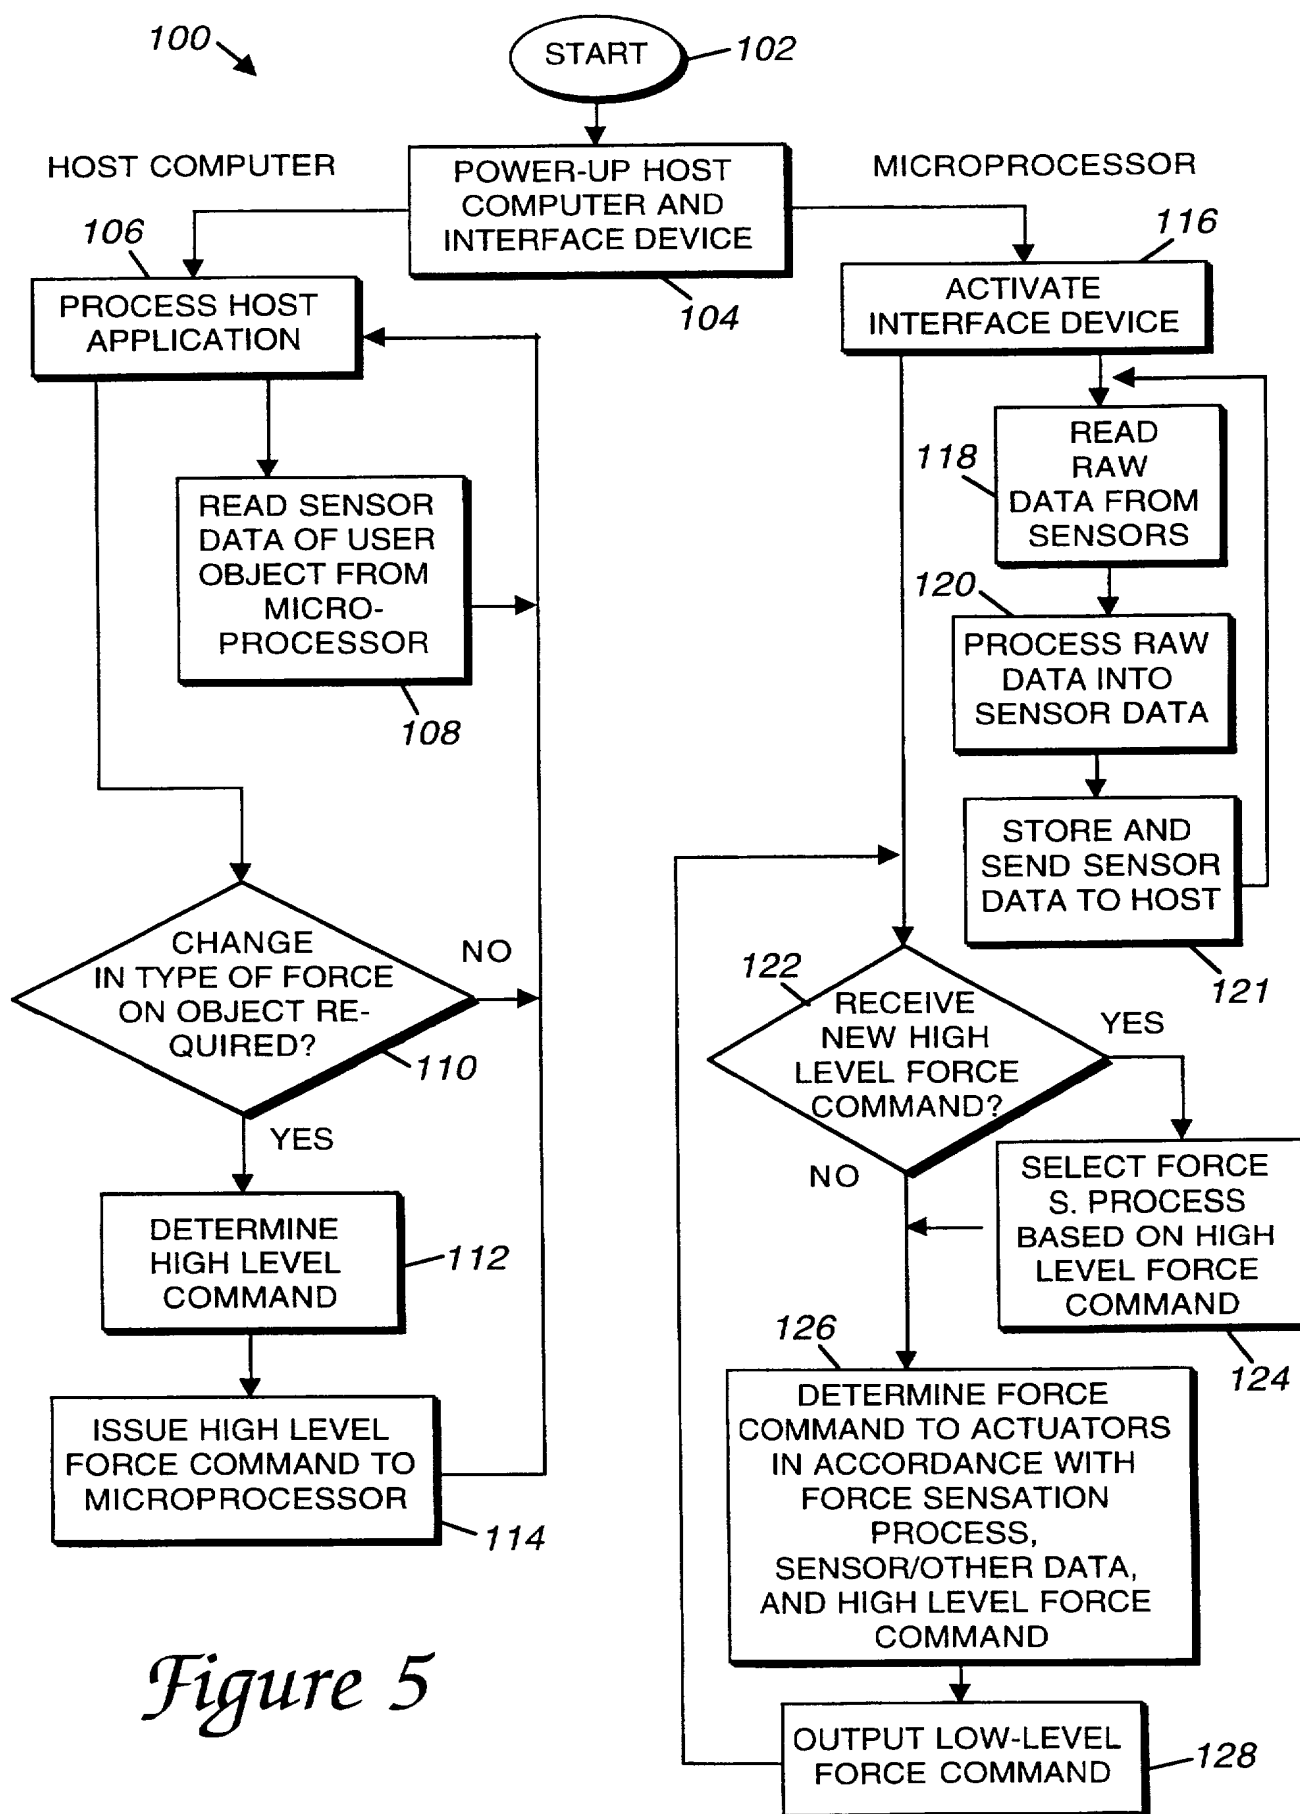 100
START
102
HOST COMPUTER
POWER-UP HOST
COMPUTER AND
INTERFACE DEVICE
104
MICROPROCESSOR
106
PROCESS HOST
APPLICATION
READ SENSOR
DATA OF USER
OBJECT FROM
MICRO-
PROCESSOR
108
CHANGE
IN TYPE OF FORCE
ON OBJECT RE-
QUIRED?
NO
110
YES
DETERMINE
HIGH LEVEL
COMMAND
112
ISSUE HIGH LEVEL
FORCE COMMAND TO
MICROPROCESSOR
114
116
ACTIVATE
INTERFACE DEVICE
118
READ
RAW
DATA FROM
SENSORS
120
PROCESS RAW
DATA INTO
SENSOR DATA
STORE AND
SEND SENSOR
DATA TO HOST
121
122
RECEIVE
NEW HIGH
LEVEL FORCE
COMMAND?
YES
NO
SELECT FORCE
S. PROCESS
BASED ON HIGH
LEVEL FORCE
COMMAND
124
126
DETERMINE FORCE
COMMAND TO ACTUATORS
IN ACCORDANCE WITH
FORCE SENSATION
PROCESS,
SENSOR/OTHER DATA,
AND HIGH LEVEL FORCE
COMMAND
OUTPUT LOW-LEVEL
FORCE COMMAND
128
Figure 5